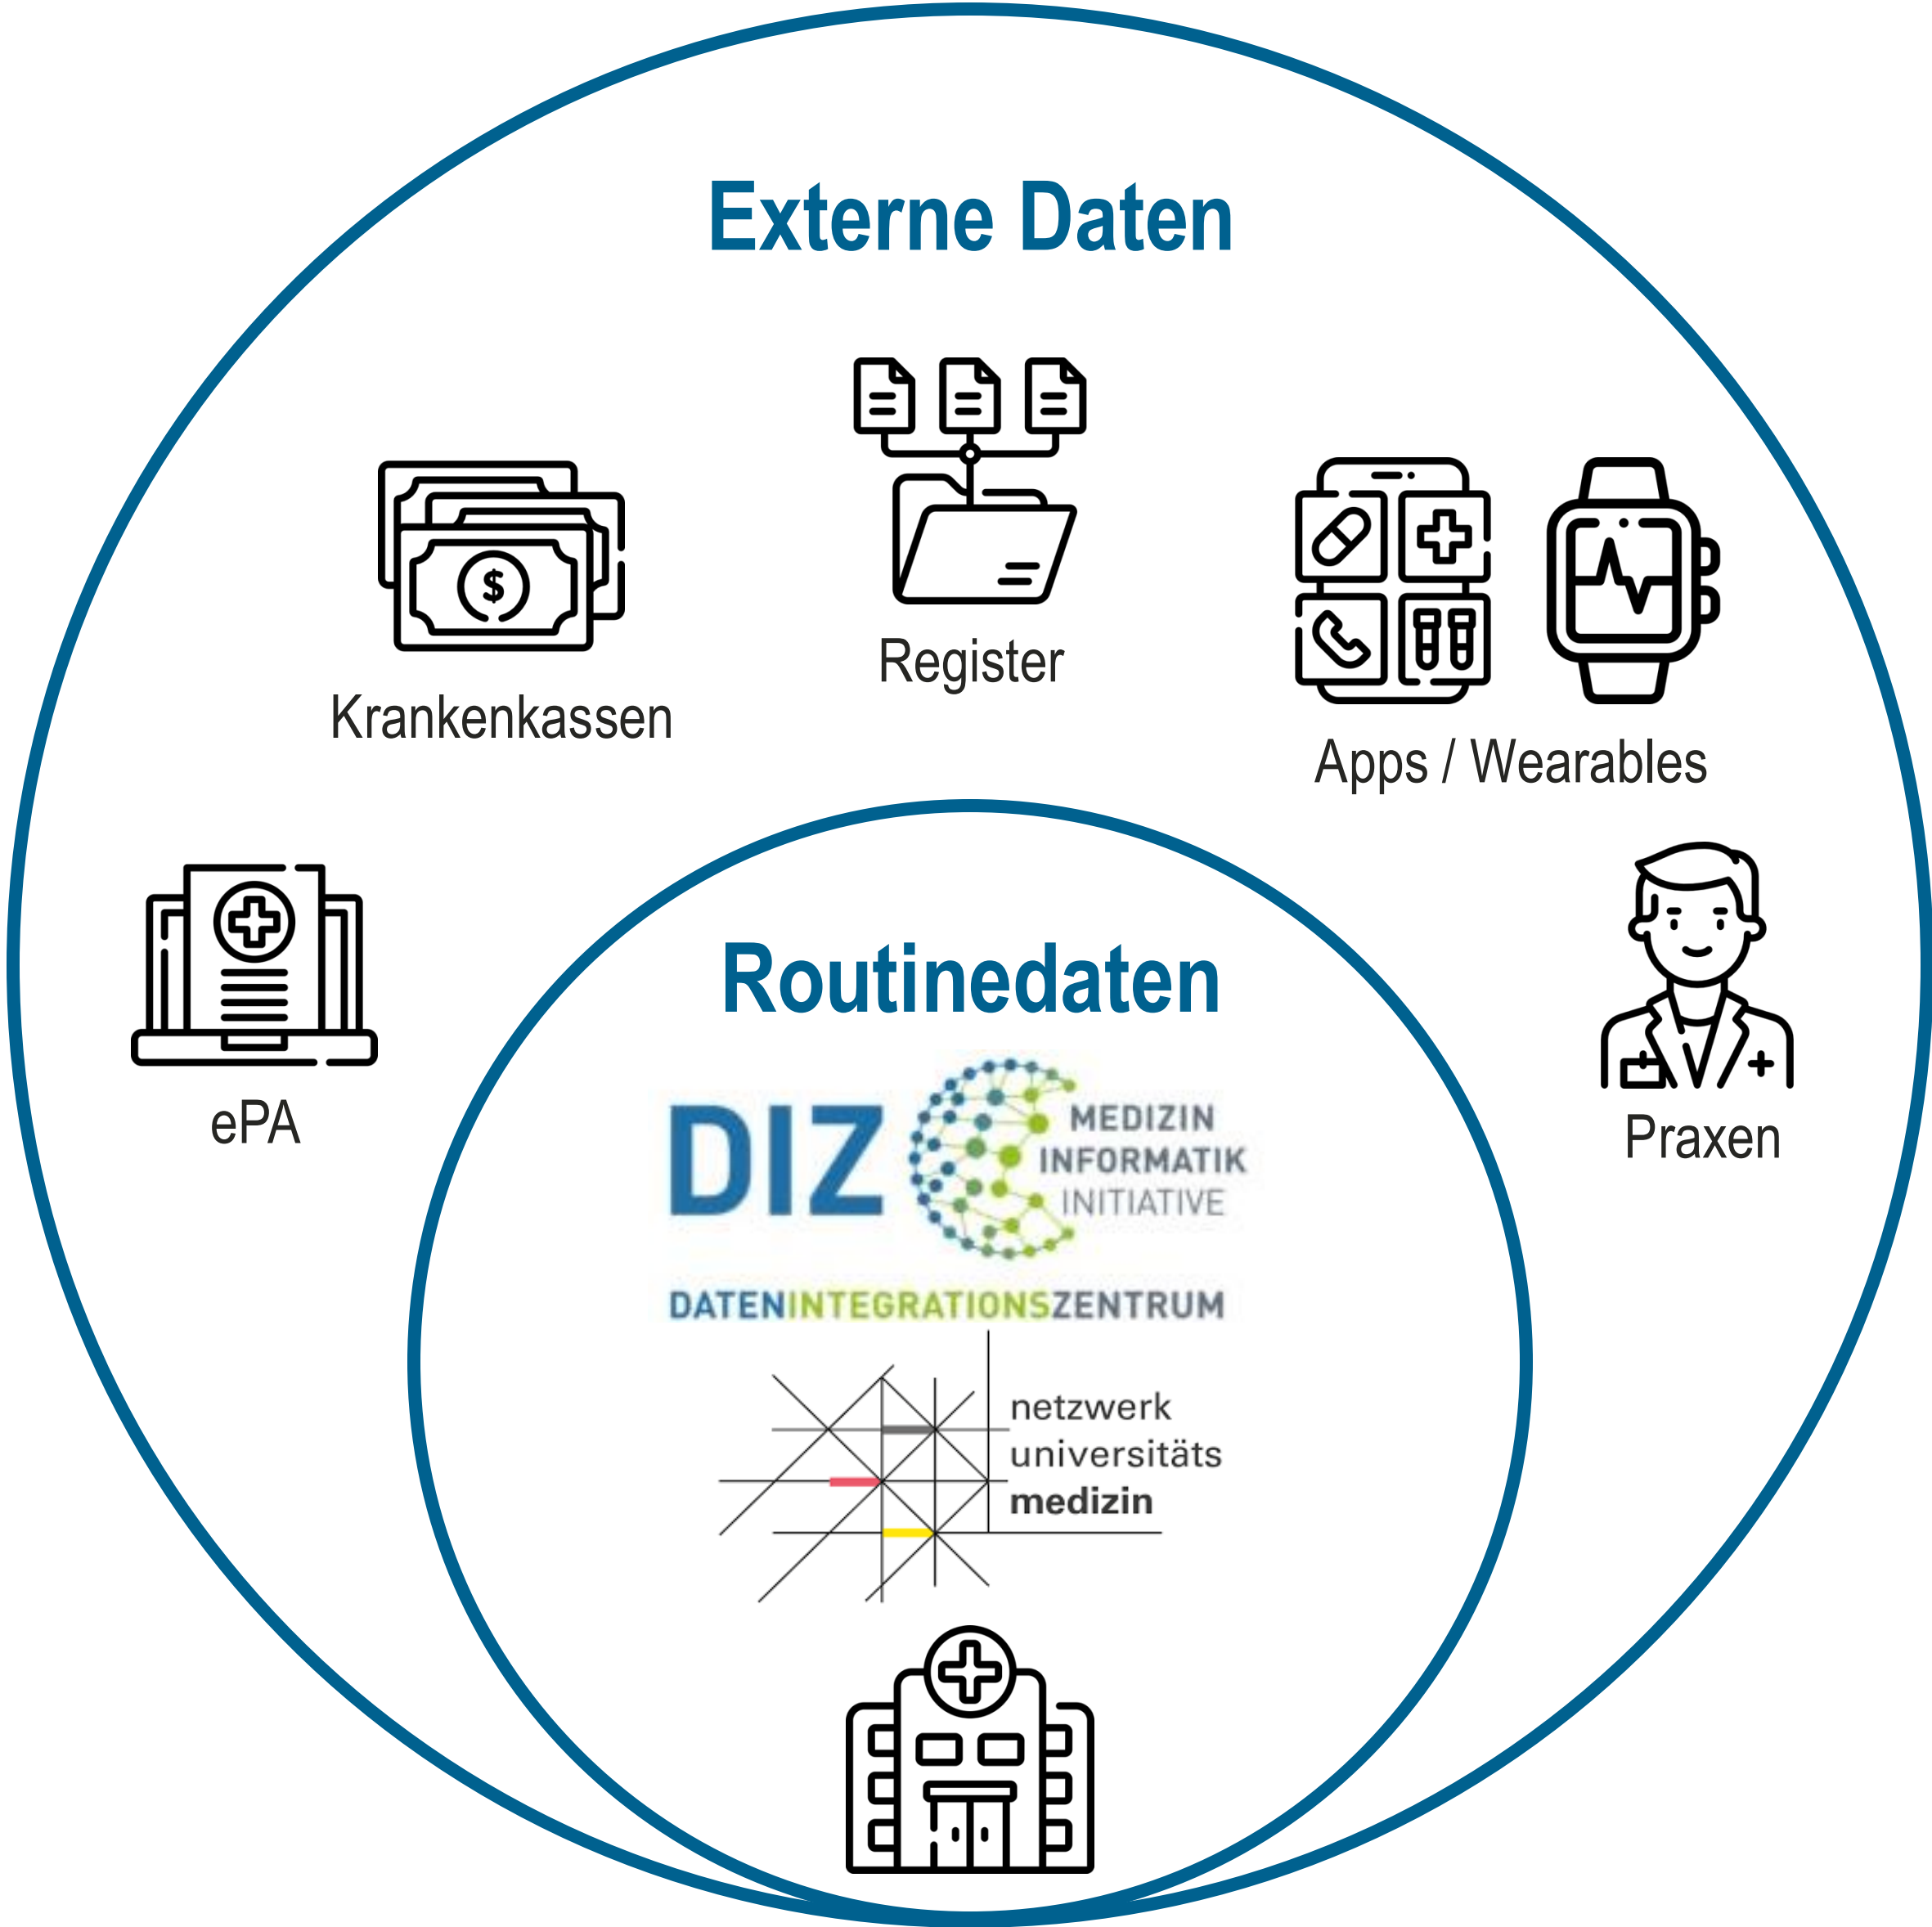 Externe Daten
Krankenkassen
$
Register
Apps / Wearables
ePA
Praxen
Routinedaten
DIZ
MEDIZIN
INFORMATIK
INITIATIVE
DATENINTEGRATIONSZENTRUM
netzwerk
universitäts
medizin